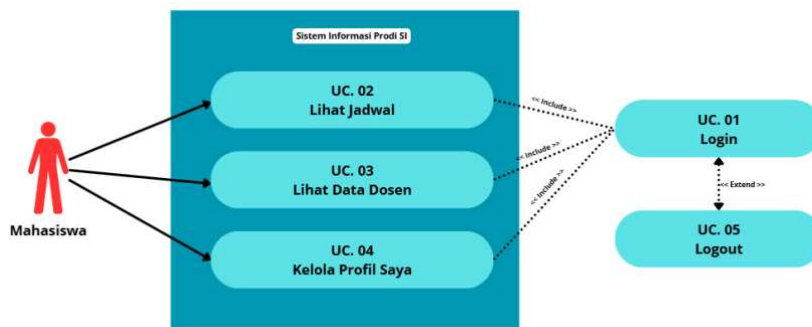 Sistem Informasi Prodi SI
UC. 02
Lihat Jadwal
<< Include >>
UC. 01
Login
UC. 03
Lihat Data Dosen
<< Include >>
<< Include >>
<< Extend >>
Mahasiswa
UC. 04
Kelola Profil Saya
UC. 05
Logout